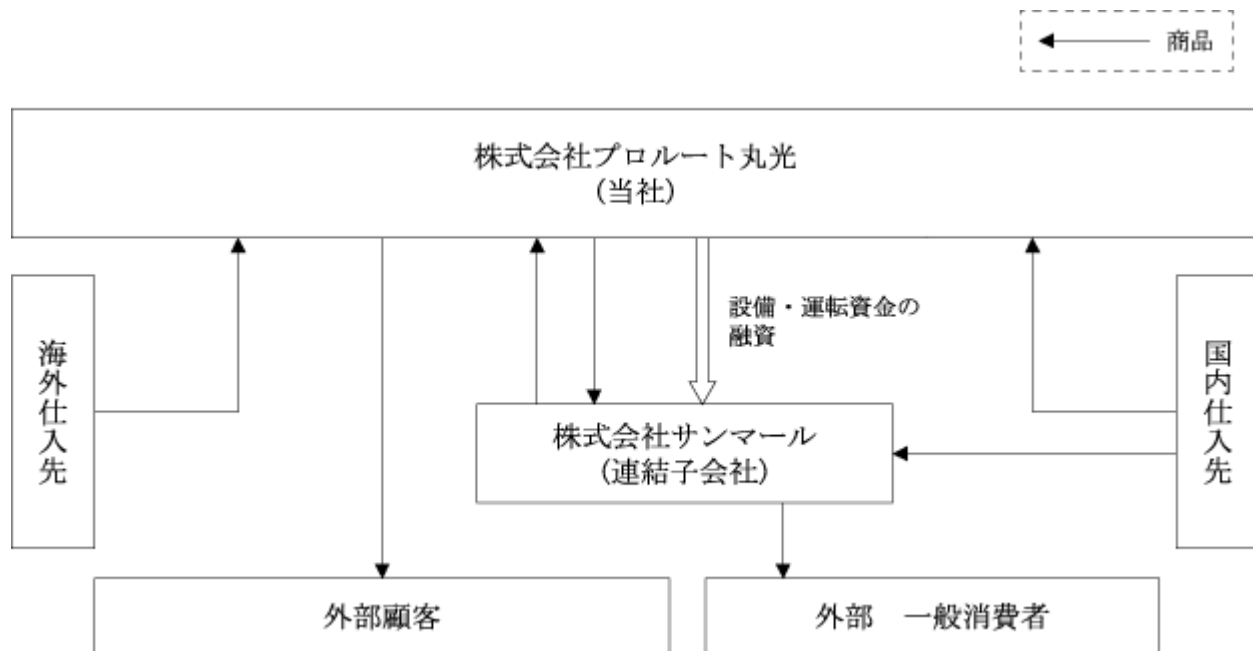 商品
株式会社プロルート丸光
(当社)
設備・運転資金の
融資
海外仕入先
国内仕入先
株式会社サンマール
(連結子会社)
外部顧客
外部　一般消費者